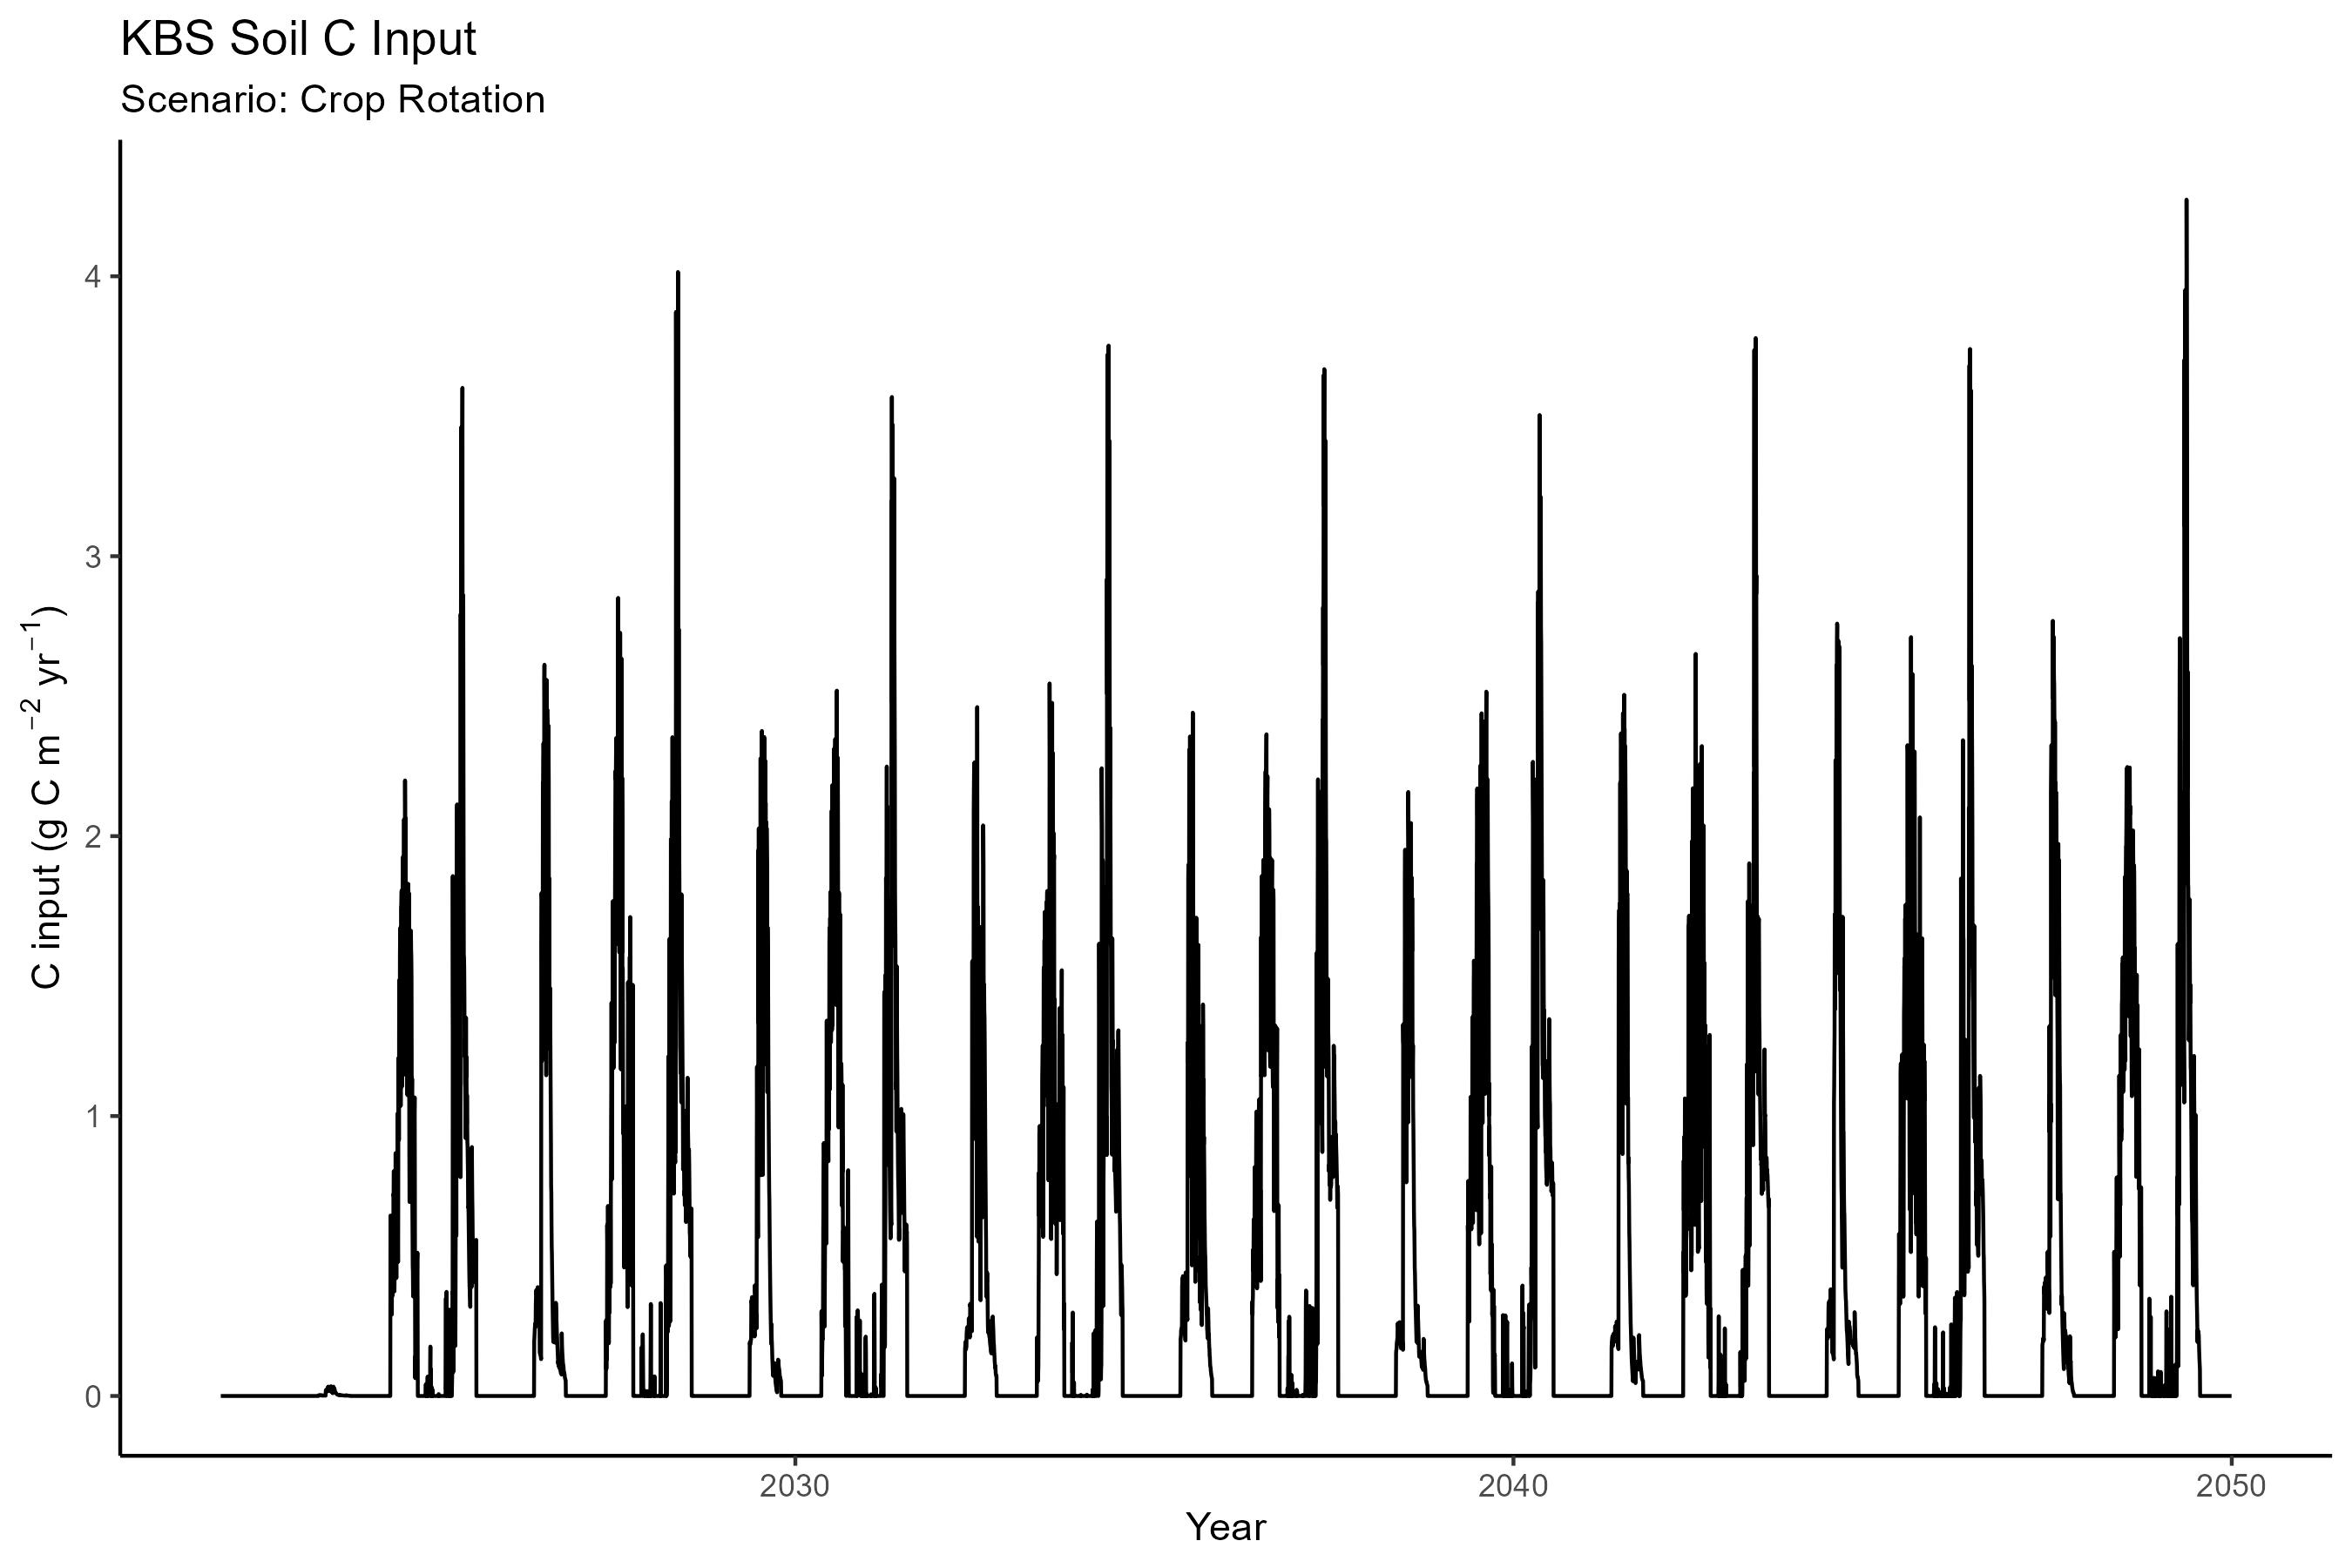 KBS Soil C Input
Scenario: Crop Rotation
C input (g C m⁻² yr⁻¹)
4
3
2
1
0
2030
2040
2050
Year